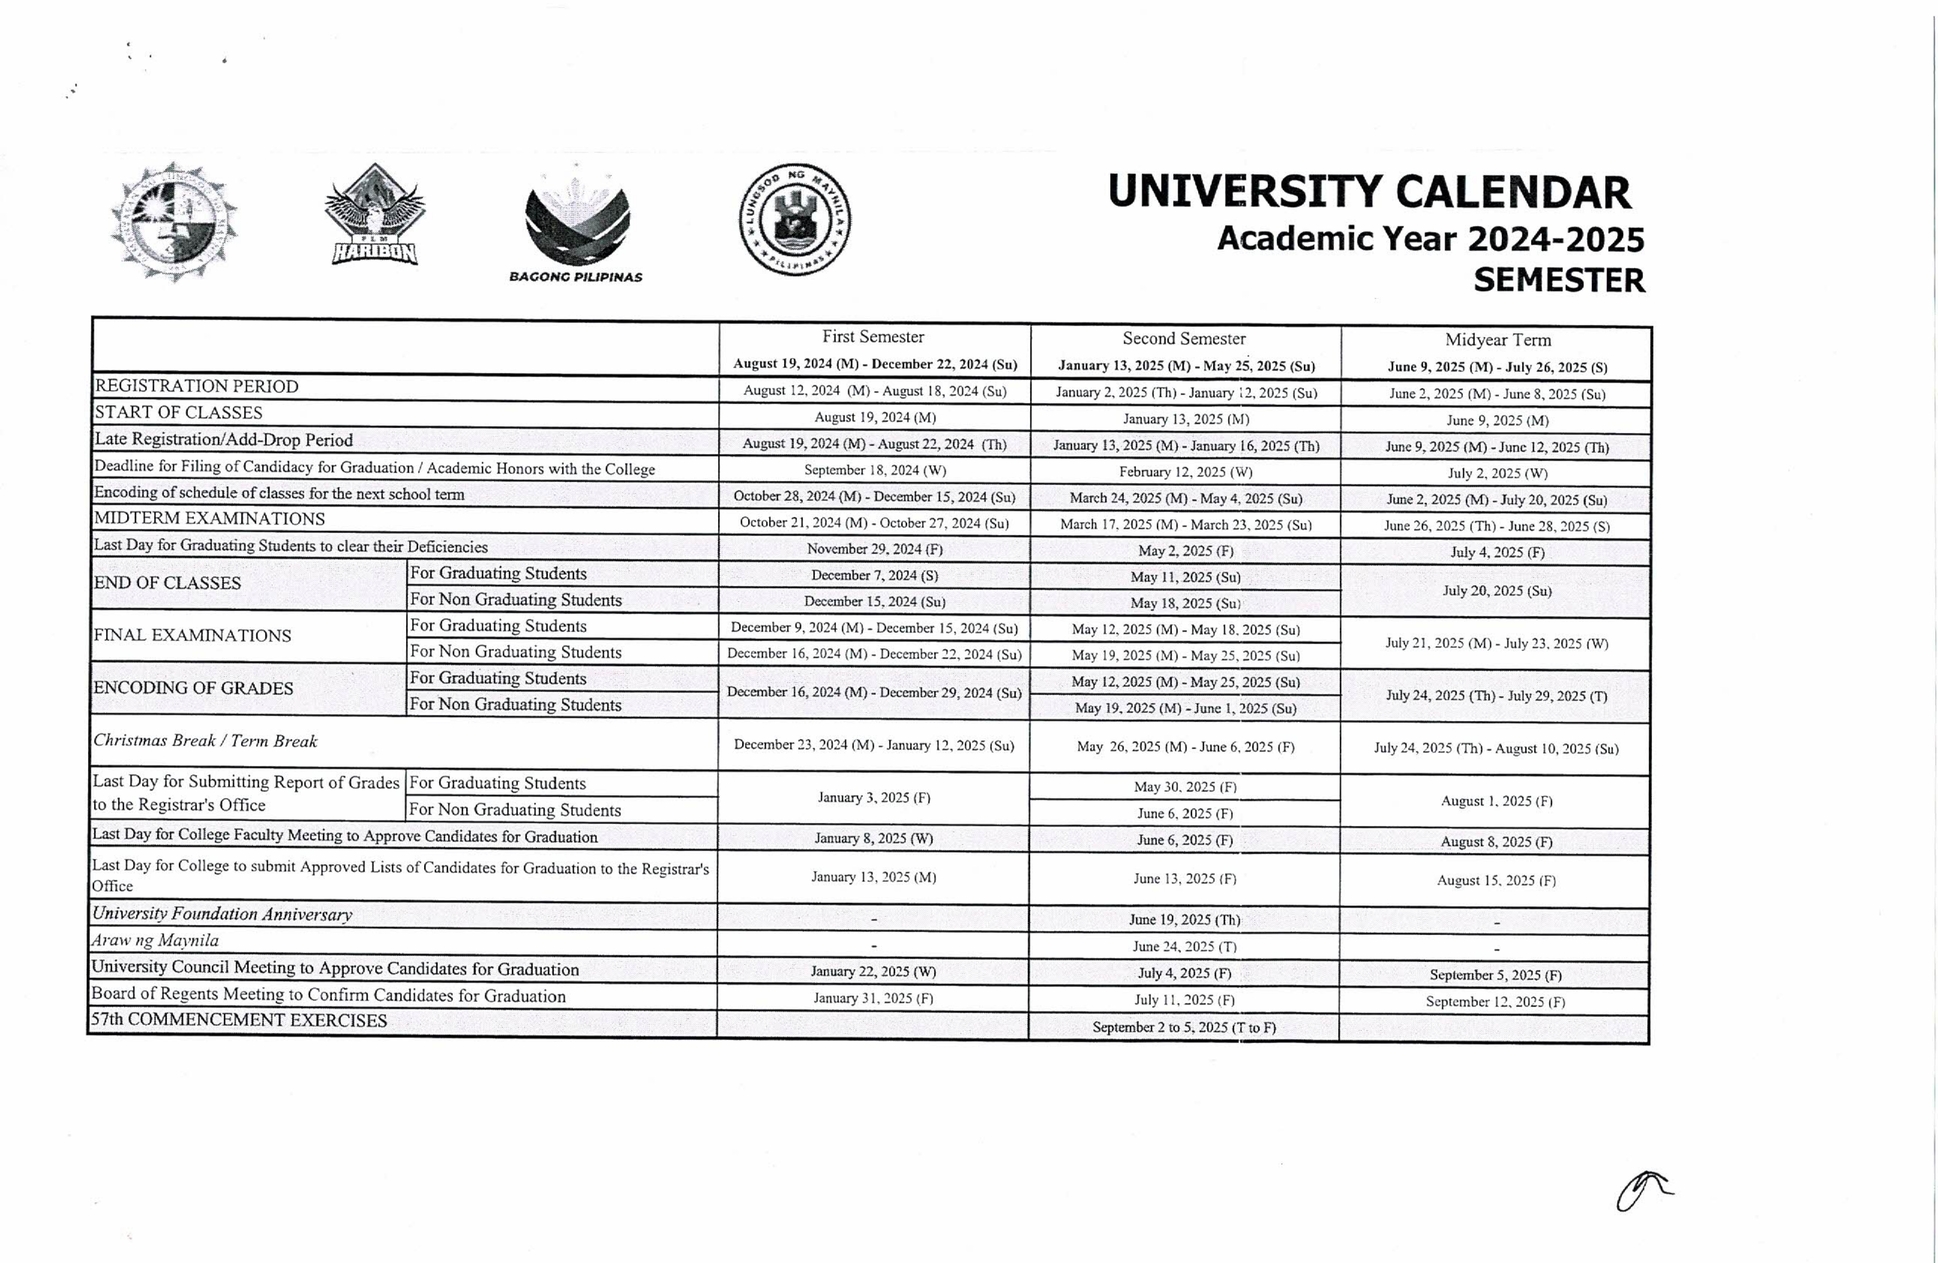 LUNGSOD NG MAYNILA
PILIPINAS
PLM
HARIBON
BAGONG PILIPINAS
UNIVERSITY CALENDAR
Academic Year 2024-2025
SEMESTER
First Semester Second Semester Midyear Term
August 19, 2024 (M) - December 22, 2024 (Su) January 13, 2025 (M) - May 25, 2025 (Su) June 9, 2025 (M) - July 26, 2025 (S)
REGISTRATION PERIOD August 12, 2024 (M) - August 18, 2024 (Su) January 2, 2025 (Th) - January 12, 2025 (Su) June 2, 2025 (M) - June 8, 2025 (Su)
START OF CLASSES August 19, 2024 (M) January 13, 2025 (M) June 9, 2025 (M)
Late Registration/Add-Drop Period August 19, 2024 (M) - August 22, 2024 (Th) January 13, 2025 (M) - January 16, 2025 (Th) June 9, 2025 (M) - June 12, 2025 (Th)
Deadline for Filing of Candidacy for Graduation / Academic Honors with the College September 18, 2024 (W) February 12, 2025 (W) July 2, 2025 (W)
Encoding of schedule of classes for the next school term October 28, 2024 (M) - December 15, 2024 (Su) March 24, 2025 (M) - May 4, 2025 (Su) June 2, 2025 (M) - July 20, 2025 (Su)
MIDTERM EXAMINATIONS October 21, 2024 (M) - October 27, 2024 (Su) March 17, 2025 (M) - March 23, 2025 (Su) June 26, 2025 (Th) - June 28, 2025 (S)
Last Day for Graduating Students to clear their Deficiencies November 29, 2024 (F) May 2, 2025 (F) July 4, 2025 (F)
END OF CLASSES For Graduating Students December 7, 2024 (S) May 11, 2025 (Su) July 20, 2025 (Su)
For Non Graduating Students December 15, 2024 (Su) May 18, 2025 (Su)
FINAL EXAMINATIONS For Graduating Students December 9, 2024 (M) - December 15, 2024 (Su) May 12, 2025 (M) - May 18, 2025 (Su) July 21, 2025 (M) - July 23, 2025 (W)
For Non Graduating Students December 16, 2024 (M) - December 22, 2024 (Su) May 19, 2025 (M) - May 25, 2025 (Su)
ENCODING OF GRADES For Graduating Students December 16, 2024 (M) - December 29, 2024 (Su) May 12, 2025 (M) - May 25, 2025 (Su) July 24, 2025 (Th) - July 29, 2025 (T)
For Non Graduating Students May 19, 2025 (M) - June 1, 2025 (Su)
Christmas Break / Term Break December 23, 2024 (M) - January 12, 2025 (Su) May 26, 2025 (M) - June 6, 2025 (F) July 24, 2025 (Th) - August 10, 2025 (Su)
Last Day for Submitting Report of Grades For Graduating Students January 3, 2025 (F) May 30, 2025 (F) August 1, 2025 (F)
to the Registrar's Office For Non Graduating Students June 6, 2025 (F)
Last Day for College Faculty Meeting to Approve Candidates for Graduation January 8, 2025 (W) June 6, 2025 (F) August 8, 2025 (F)
Last Day for College to submit Approved Lists of Candidates for Graduation to the Registrar's
Office January 13, 2025 (M) June 13, 2025 (F) August 15, 2025 (F)
University Foundation Anniversary - June 19, 2025 (Th) -
Araw ng Maynila - June 24, 2025 (T) -
University Council Meeting to Approve Candidates for Graduation January 22, 2025 (W) July 4, 2025 (F) September 5, 2025 (F)
Board of Regents Meeting to Confirm Candidates for Graduation January 31, 2025 (F) July 11, 2025 (F) September 12, 2025 (F)
57th COMMENCEMENT EXERCISES September 2 to 5, 2025 (T to F)